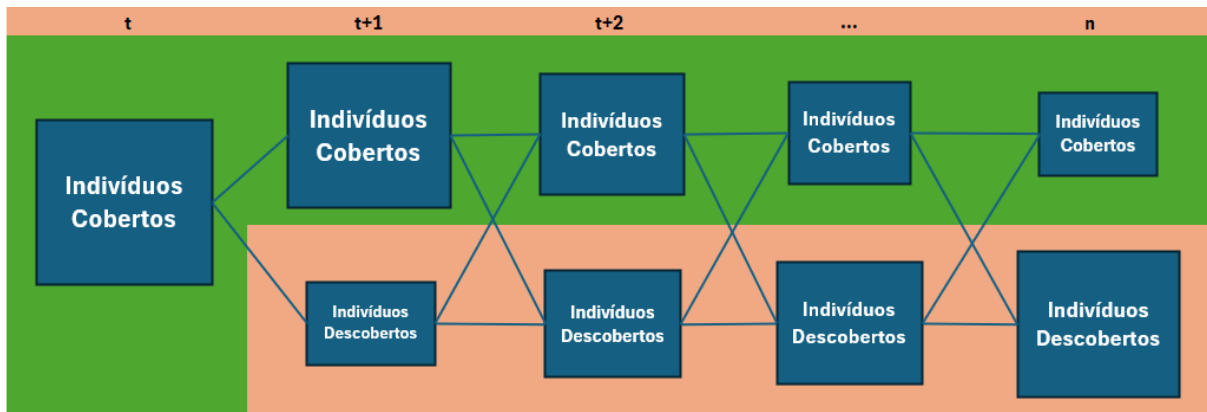 t
t+1
t+2
...
n
Indivíduos
Cobertos
Indivíduos
Cobertos
Indivíduos
Cobertos
Indivíduos
Cobertos
Indivíduos
Cobertos
Indivíduos
Descobertos
Indivíduos
Descobertos
Indivíduos
Descobertos
Indivíduos
Descobertos